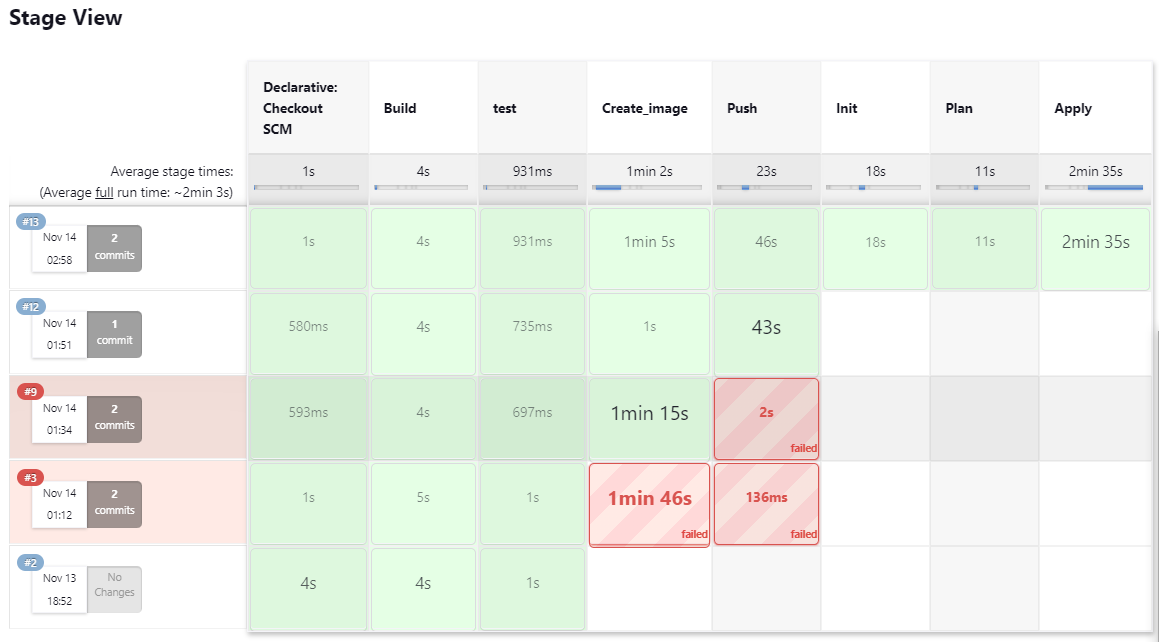 Stage View
Declarative:
Checkout
SCM
Build
test
Create_image
Push
Init
Plan
Apply
Average stage times:
(Average full run time: ~2min 3s)
1s
4s
931ms
1min 2s
23s
18s
11s
2min 35s
#13
Nov 14
02:58
2
commits
1s
4s
931ms
1min 5s
46s
18s
11s
2min 35s
#12
Nov 14
01:51
1
commit
580ms
4s
735ms
1s
43s
#9
Nov 14
01:34
2
commits
593ms
4s
697ms
1min 15s
2s
failed
#3
Nov 14
01:12
2
commits
1s
5s
1s
1min 46s
failed
136ms
failed
#2
Nov 13
18:52
No
Changes
4s
4s
1s